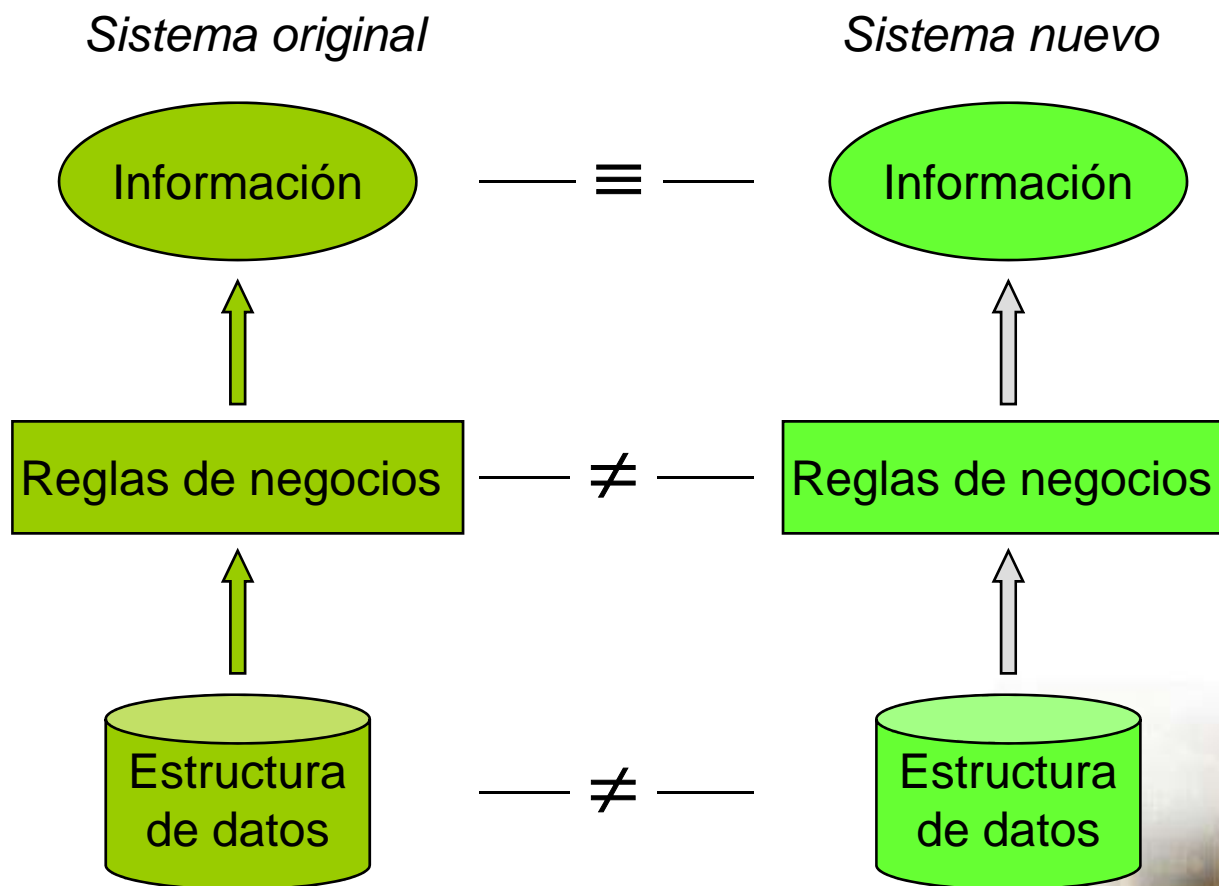 Sistema original
Sistema nuevo
Información
≡
Información
Reglas de negocios
≠
Reglas de negocios
Estructura
de datos
≠
Estructura
de datos